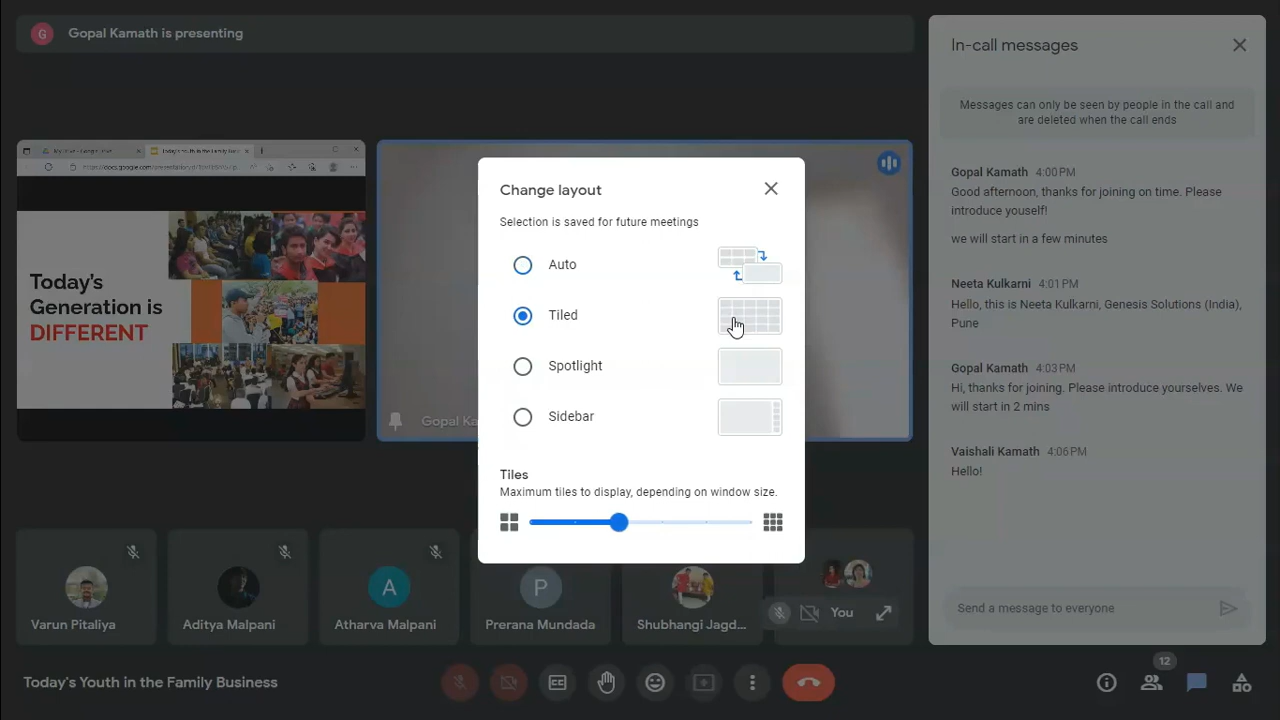 G Gopal Kamath is presenting
Today's
Generation is
DIFFERENT
Gopal Ka
Change layout
Selection is saved for future meetings
Auto
Tiled
Spotlight
Sidebar
Tiles
Maximum tiles to display, depending on window size.
Varun Pitaliya
Aditya Malpani
A
Atharva Malpani
P
Prerana Mundada
Shubhangi Jagd...
You
In-call messages
Messages can only be seen by people in the call and
are deleted when the call ends
Gopal Kamath 4:00 PM
Good afternoon, thanks for joining on time. Please
introduce youself!
we will start in a few minutes
Neeta Kulkarni 4:01 PM
Hello, this is Neeta Kulkarni, Genesis Solutions (India),
Pune
Gopal Kamath 4:03 PM
Hi, thanks for joining. Please introduce yourselves. We
will start in 2 mins
Vaishali Kamath 4:06 PM
Hello!
Send a message to everyone
Today's Youth in the Family Business
CC
12